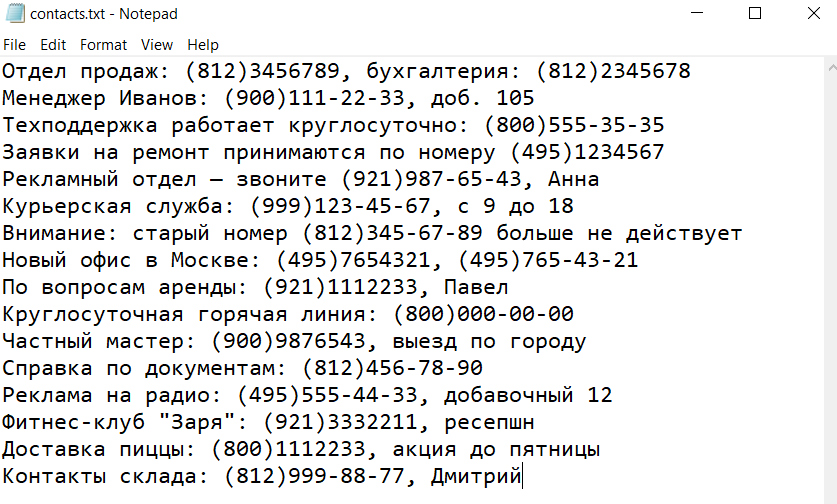 contacts.txt - Notepad
File Edit Format View Help
Отдел продаж: (812)3456789, бухгалтерия: (812)2345678
Менеджер Иванов: (900)111-22-33, доб. 105
Техподдержка работает круглосуточно: (800)555-35-35
Заявки на ремонт принимаются по номеру (495)1234567
Рекламный отдел — звоните (921)987-65-43, Анна
Курьерская служба: (999)123-45-67, с 9 до 18
Внимание: старый номер (812)345-67-89 больше не действует
Новый офис в Москве: (495)7654321, (495)765-43-21
По вопросам аренды: (921)1112233, Павел
Круглосуточная горячая линия: (800)000-00-00
Частный мастер: (900)9876543, выезд по городу
Справка по документам: (812)456-78-90
Реклама на радио: (495)555-44-33, добавочный 12
Фитнес-клуб "Заря": (921)3332211, ресепшн
Доставка пиццы: (800)1112233, акция до пятницы
Контакты склада: (812)999-88-77, Дмитрий